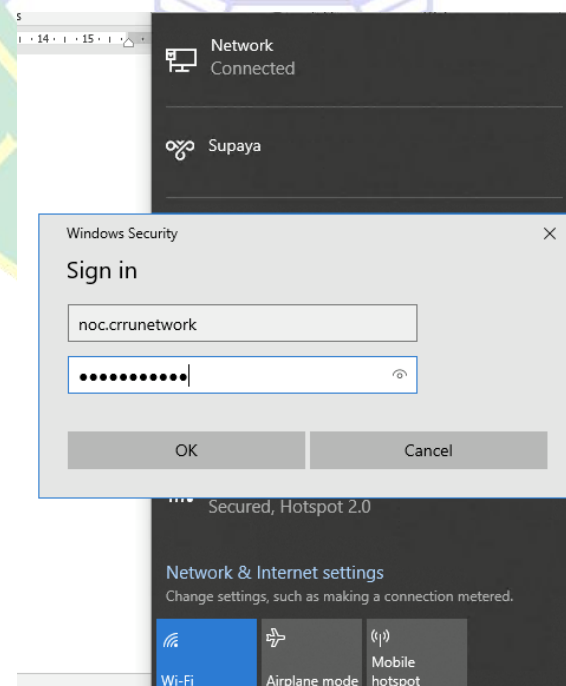 s
14 · 15
Network
Connected
Supaya
Windows Security
Sign in
noc.crrunetwork
●●●●●●●●●●●
OK
Cancel
Secured, Hotspot 2.0
Network & Internet settings
Change settings, such as making a connection metered.
Wi-Fi
Airplane mode
Mobile
hotspot